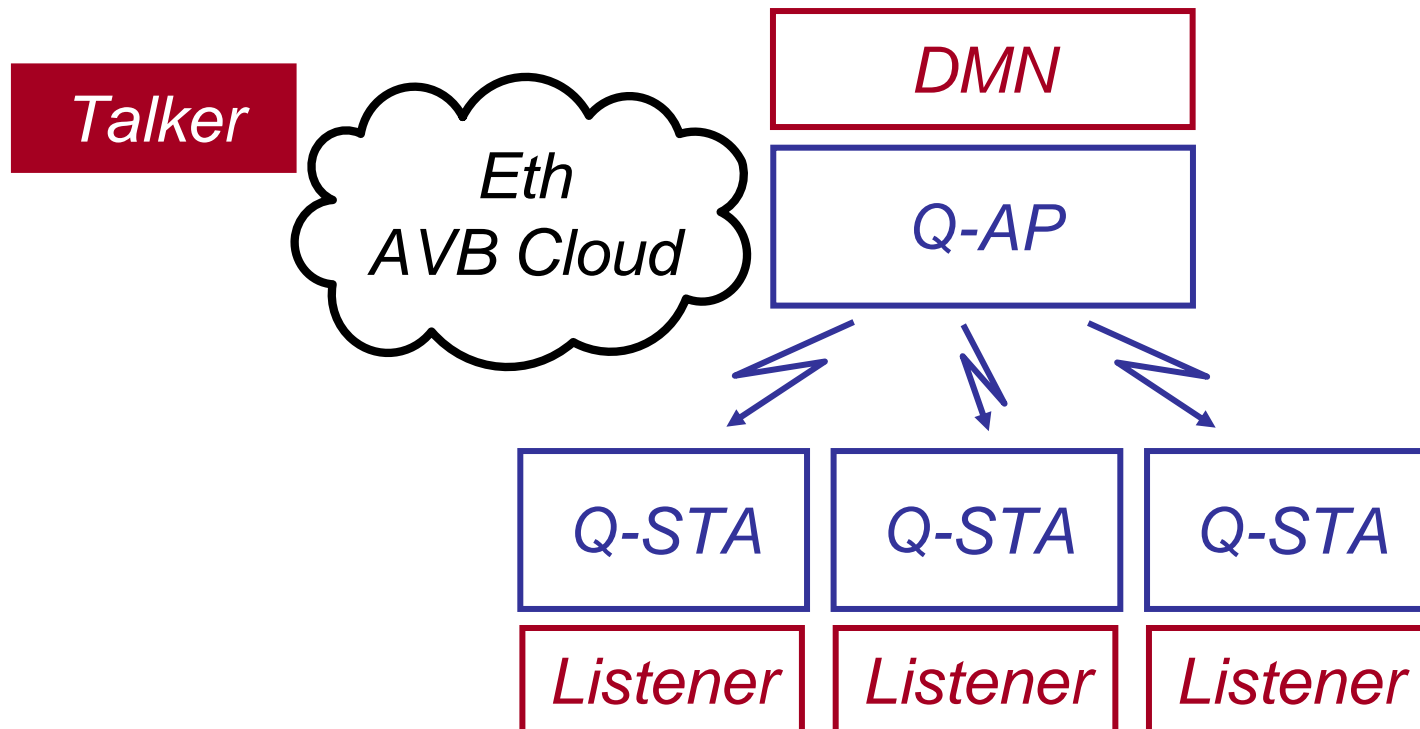 Talker
Eth
AVB Cloud
DMN
Q-AP
Q-STA
Q-STA
Q-STA
Listener
Listener
Listener